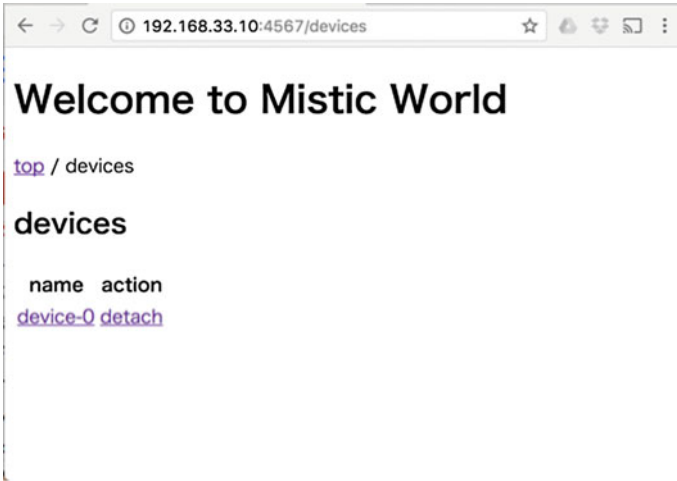 192.168.33.10:4567/devices
Welcome to Mistic World
top / devices
devices
name action
device-0 detach